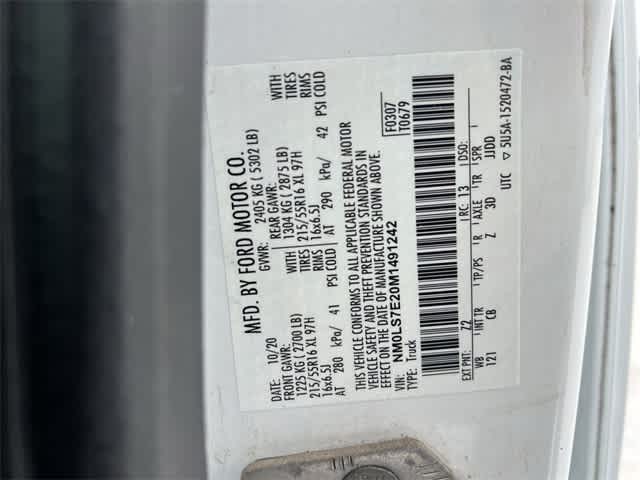 MFD. BY FORD MOTOR CO.
10/20
GVWR: 2405 KG ( 5302 LB)
FRONT GAWR:
1225 KG ( 2700 LB)
215/55R16 XL 97H
16x6.5J
AT 280 kPa/ 41 PSI COLD
WITH
TIRES
RIMS
REAR GAWR:
1304 KG ( 2875 LB)
215/55R16 XL 97H
16x6.5J
AT 290 kPa/ 42 PSI COLD
WITH
TIRES
RIMS
THIS VEHICLE CONFORMS TO ALL APPLICABLE FEDERAL MOTOR
VEHICLE SAFETY AND THEFT PREVENTION STANDARDS IN
EFFECT ON THE DATE OF MANUFACTURE SHOWN ABOVE.
VIN: NM0LS7E20M1491242
TYPE: Truck
F0307
T0679
EXT PNT: Z2 RC: 13 DSO:
WB INT TR TP/PS R AXLE TR SPR
121 CB Z 3D JJDD
UTC ▽ 5U5A-1520472-BA